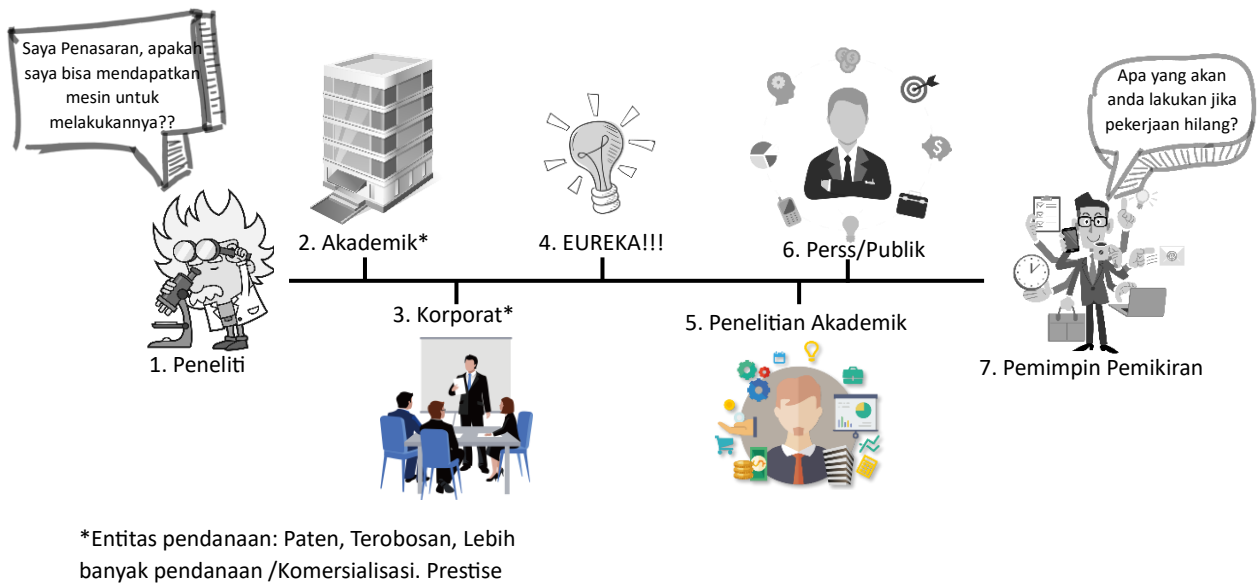 Saya Penasaran, apakah
saya bisa mendapatkan
mesin untuk
melakukannya??
Apa yang akan
anda lakukan jika
pekerjaan hilang?
1. Peneliti
2. Akademik*
3. Korporat*
4. EUREKA!!!
5. Penelitian Akademik
6. Perss/Publik
7. Pemimpin Pemikiran
*Entitas pendanaan: Paten, Terobosan, Lebih
banyak pendanaan /Komersialisasi. Prestise